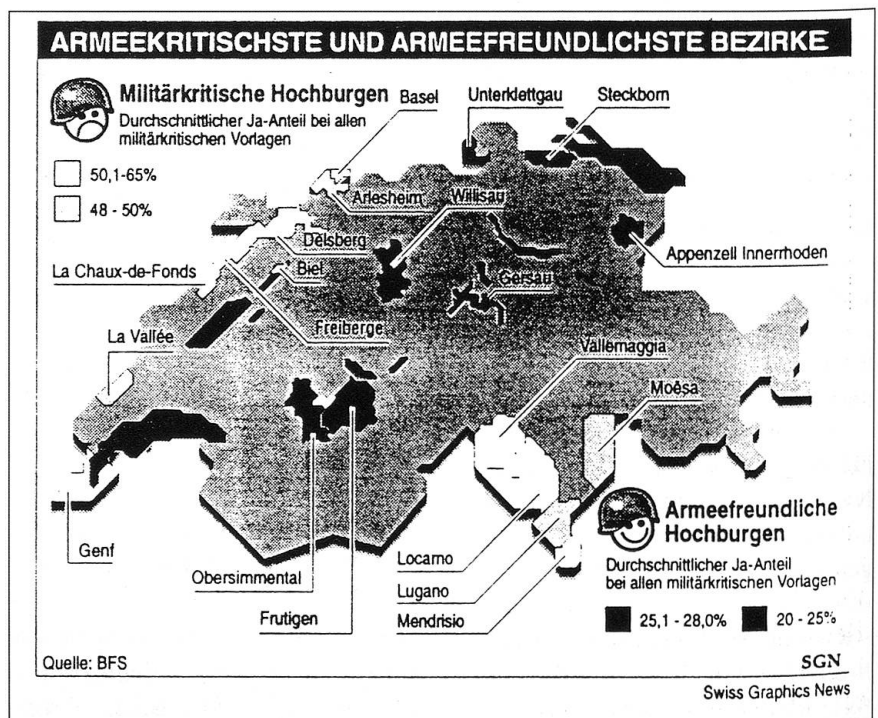 ARMEEKRITISCHSTE UND ARMEEFREUNDLICHSTE BEZIRKE
Militärkritische Hochburgen
Durchschnittlicher Ja-Anteil bei allen
militärkritischen Vorlagen
50,1-65%
48 - 50%
Basel
Unterklettgau
Steckborn
Arlesheim
Willisau
Delsberg
Appenzell Innerrhoden
La Chaux-de-Fonds
Biel
Gersau
Freiberge
La Vallée
Vallemaggia
Moësa
Genf
Obersimmental
Frutigen
Locarno
Lugano
Mendrisio
Armeefreundliche
Hochburgen
Durchschnittlicher Ja-Anteil
bei allen militärkritischen Vorlagen
25,1 - 28,0%
20 - 25%
Quelle: BFS
SGN
Swiss Graphics News